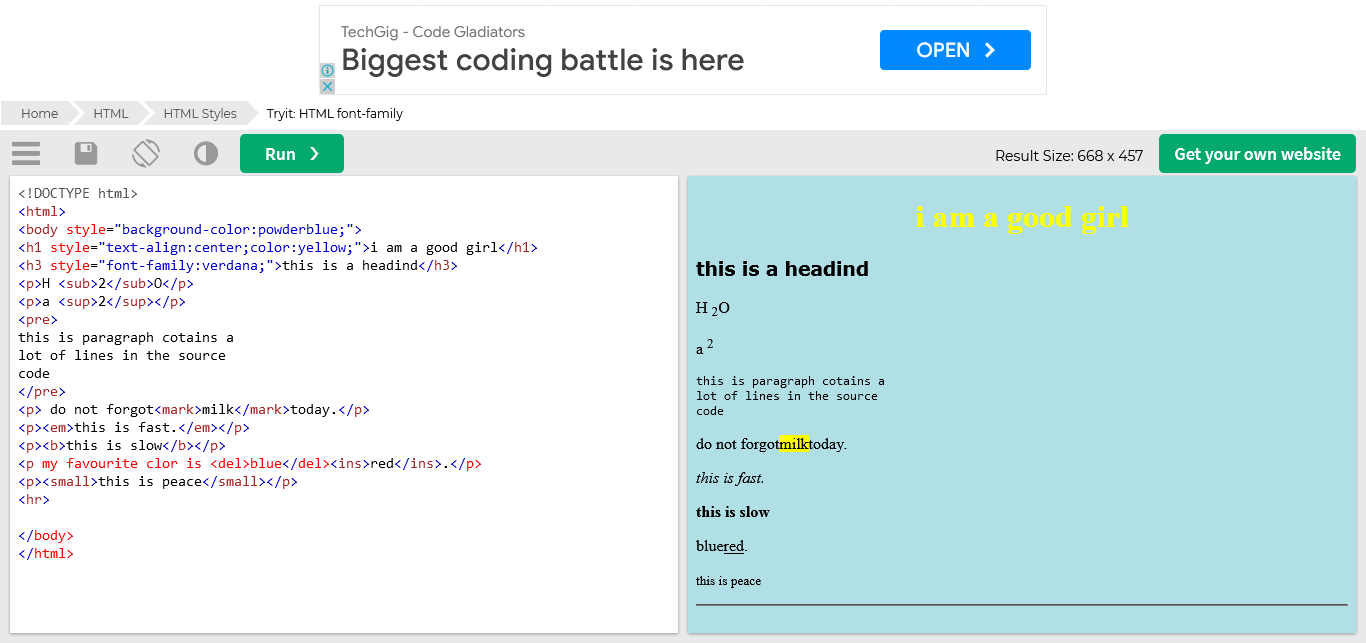 TechGig - Code Gladiators
Biggest coding battle is here
OPEN
Home
HTML
HTML Styles
Tryit: HTML font-family
Run
Result Size: 668 x 457
Get your own website
<!DOCTYPE html>
<html>
<body style="background-color:powderblue;">
<h1 style="text-align:center;color:yellow;">i am a good girl</h1>
<h3 style="font-family:verdana;">this is a headind</h3>
<p>H <sub>2</sub>O</p>
<p>a <sup>2</sup></p>
<pre>
this is paragraph cotains a
lot of lines in the source
code
</pre>
<p> do not forgot<mark>milk</mark>today.</p>
<p><em>this is fast.</em></p>
<p><b>this is slow</b></p>
<p my favourite clor is <del>blue</del><ins>red</ins>.</p>
<p><small>this is peace</small></p>
<hr>
</body>
</html>
i am a good girl
this is a headind
H 2O
a 2
this is paragraph cotains a
lot of lines in the source
code
do not forgotmilktoday.
this is fast.
this is slow
bluered.
this is peace